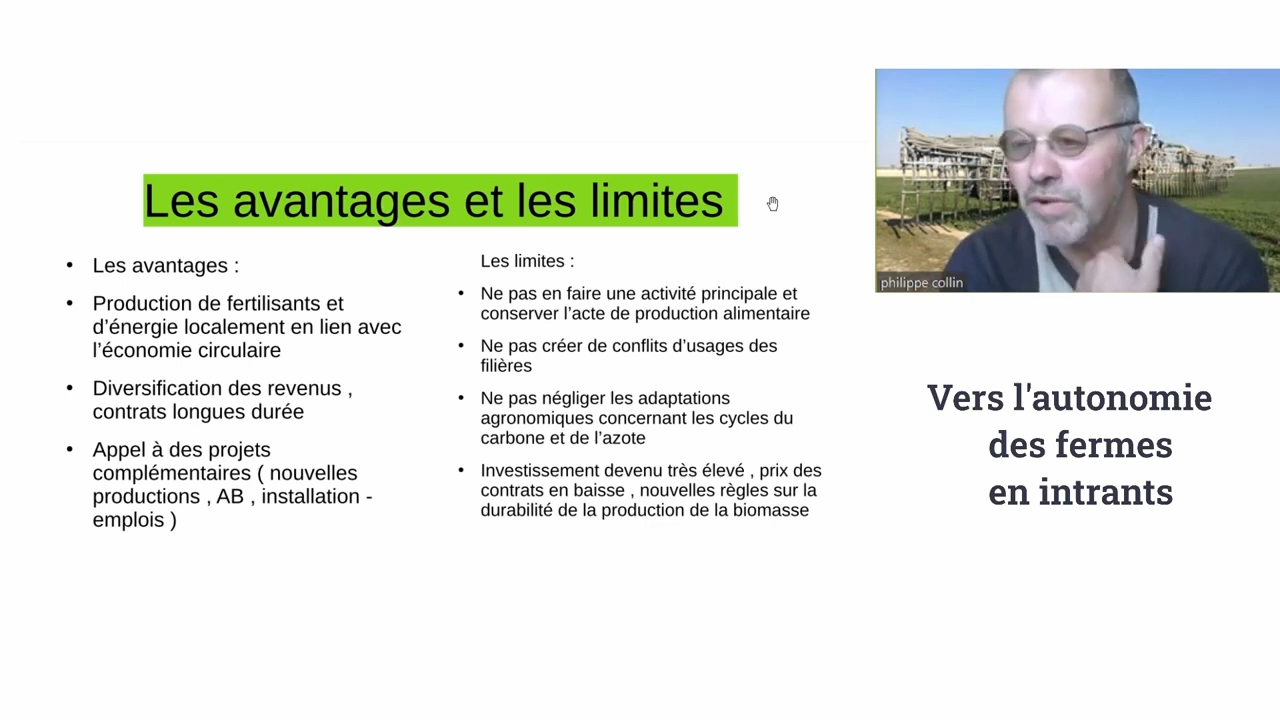 Les avantages et les limites
• Les avantages :
• Production de fertilisants et
d’énergie localement en lien avec
l’économie circulaire
• Diversification des revenus ,
contrats longues durée
• Appel à des projets
complémentaires ( nouvelles
productions , AB , installation -
emplois )
Les limites :
• Ne pas en faire une activité principale et
conserver l’acte de production alimentaire
• Ne pas créer de conflits d’usages des
filières
• Ne pas négliger les adaptations
agronomiques concernant les cycles du
carbone et de l’azote
• Investissement devenu très élevé , prix des
contrats en baisse , nouvelles règles sur la
durabilité de la production de la biomasse
philippe collin
Vers l'autonomie
des fermes
en intrants